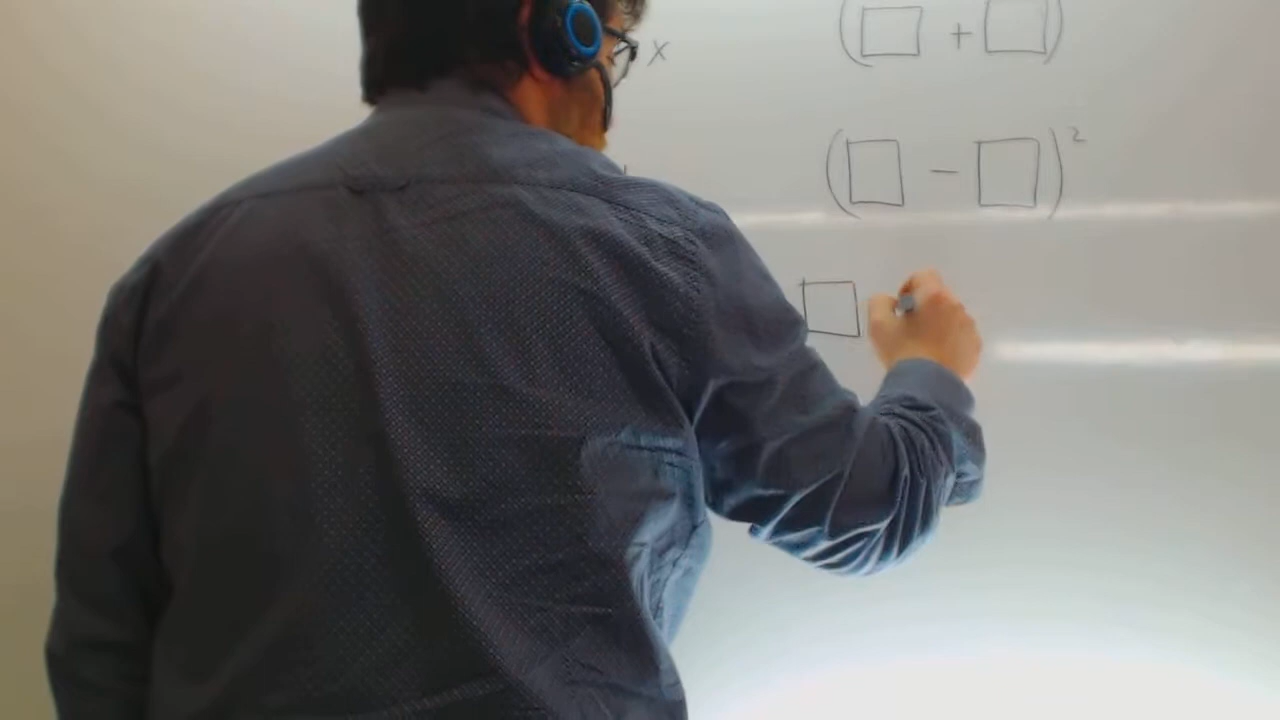 x (□ + □)
(□ - □)²
□